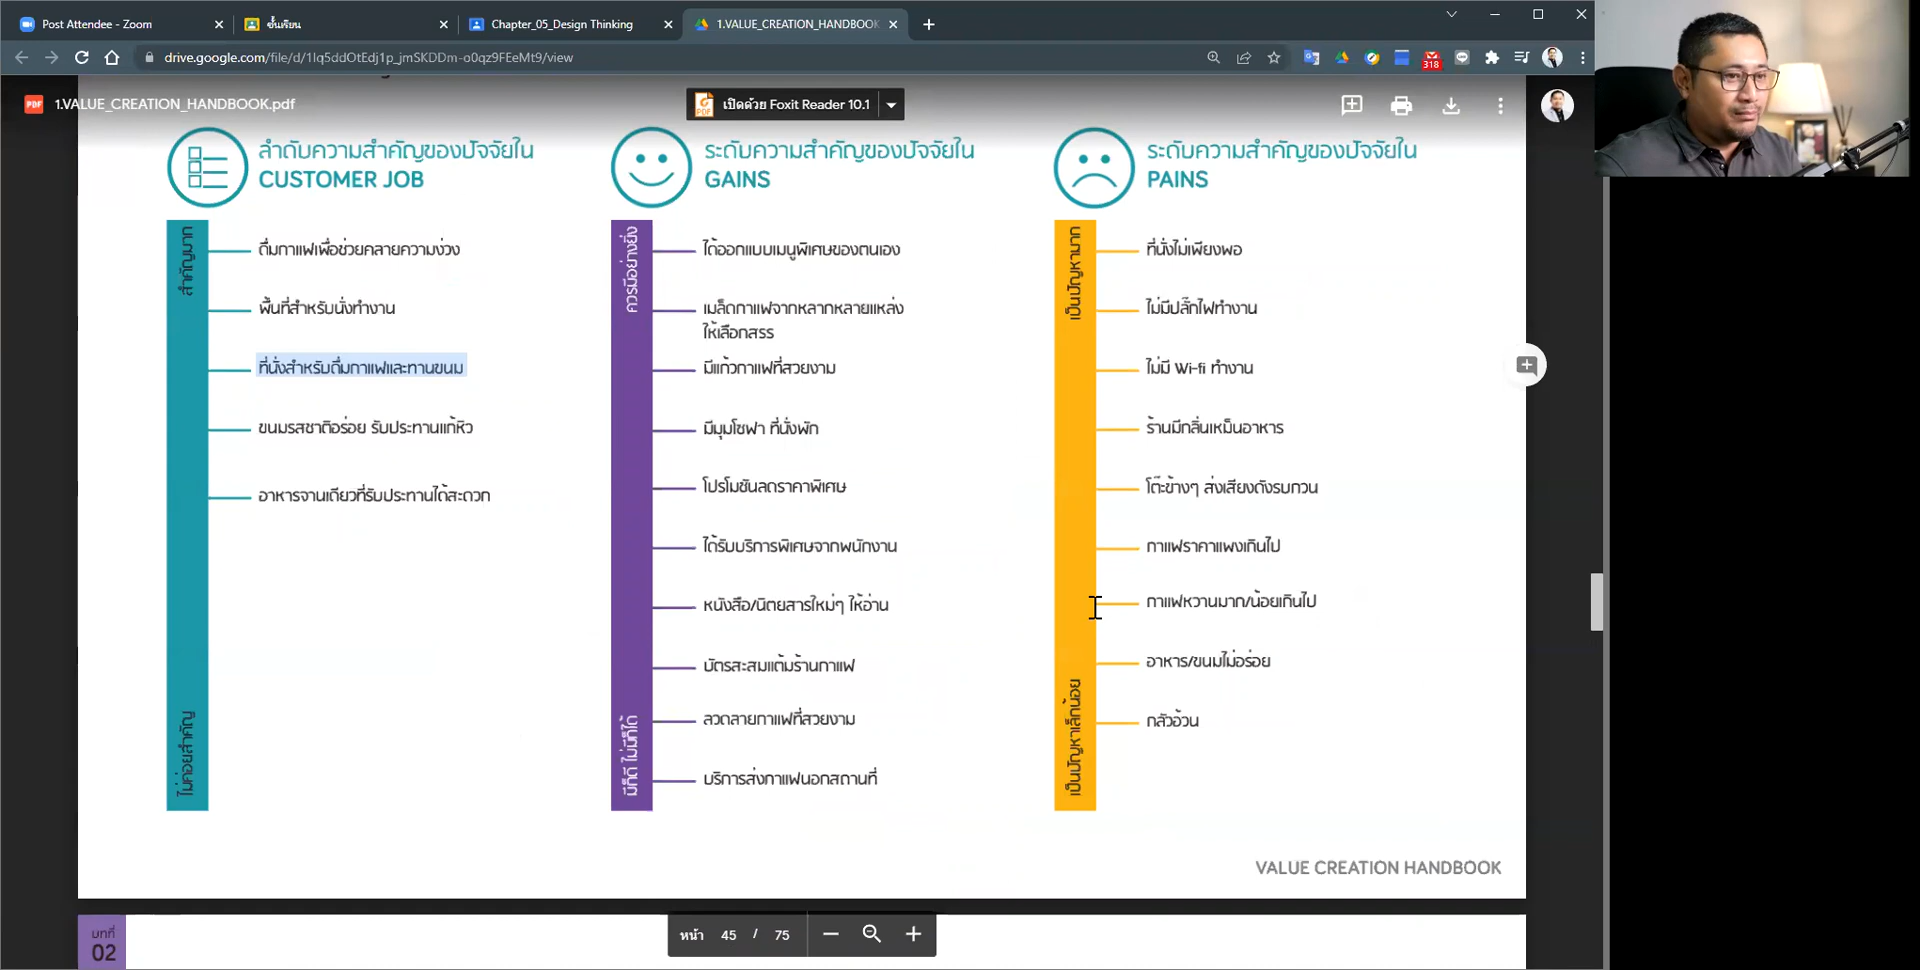 Post Attendee - Zoom
ชั้นเรียน
Chapter_05_Design Thinking
1.VALUE_CREATION_HANDBOOK
drive.google.com/file/d/1Iq5ddOtEdj1p_jmSKDDm-o0qz9FEeMt9/view
318
PDF
1.VALUE_CREATION_HANDBOOK.pdf
เปิดด้วย Foxit Reader 10.1
ลำดับความสำคัญของปัจจัยใน
CUSTOMER JOB
สำคัญมาก
ดื่มกาแฟเพื่อช่วยคลายความง่วง
พื้นที่สำหรับนั่งทำงาน
ที่นั่งสำหรับดื่มกาแฟและทานขนม
ขนมรสชาติอร่อย รับประทานแก้หิว
อาหารจานเดียวที่รับประทานได้สะดวก
ไม่ค่อยสำคัญ
ระดับความสำคัญของปัจจัยใน
GAINS
ควรมีอย่างยิ่ง
ได้ออกแบบเมนูพิเศษของตนเอง
เมล็ดกาแฟจากหลากหลายแหล่ง
ให้เลือกสรร
มีแก้วกาแฟที่สวยงาม
มีมุมโซฟา ที่นั่งพัก
โปรโมชันลดราคาพิเศษ
ได้รับบริการพิเศษจากพนักงาน
หนังสือ/นิตยสารใหม่ๆ ให้อ่าน
บัตรสะสมแต้มร้านกาแฟ
ลวดลายกาแฟที่สวยงาม
บริการส่งกาแฟนอกสถานที่
มีก็ดี ไม่มีก็ได้
ระดับความสำคัญของปัจจัยใน
PAINS
เป็นปัญหามาก
ที่นั่งไม่เพียงพอ
ไม่มีปลั๊กไฟทำงาน
ไม่มี Wi-fi ทำงาน
ร้านมีกลิ่นเหม็นอาหาร
โต๊ะข้างๆ ส่งเสียงดังรบกวน
กาแฟราคาแพงเกินไป
กาแฟหวานมาก/น้อยเกินไป
อาหาร/ขนมไม่อร่อย
กลัวอ้วน
เป็นปัญหาเล็กน้อย
VALUE CREATION HANDBOOK
บทที่
02
หน้า 45 / 75